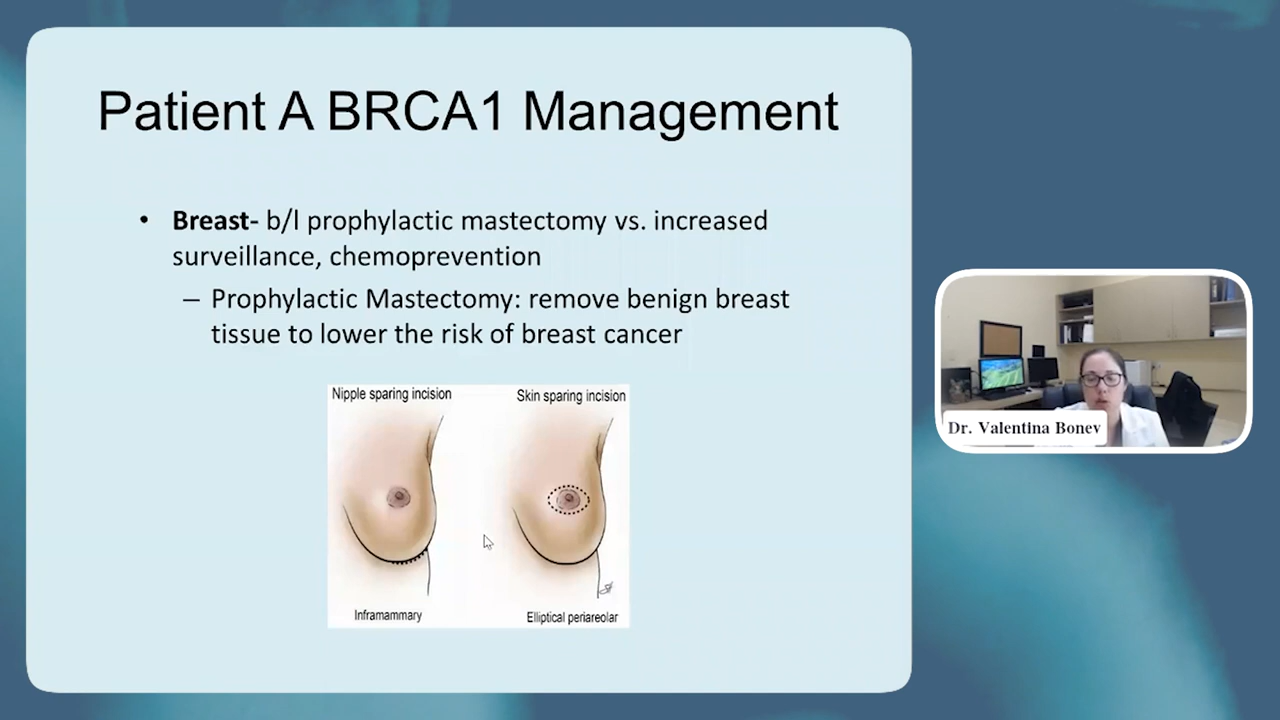 Patient A BRCA1 Management
• Breast- b/l prophylactic mastectomy vs. increased
surveillance, chemoprevention
– Prophylactic Mastectomy: remove benign breast
tissue to lower the risk of breast cancer
Nipple sparing incision
Skin sparing incision
Inframammary
Elliptical periareolar
Dr. Valentina Bonev